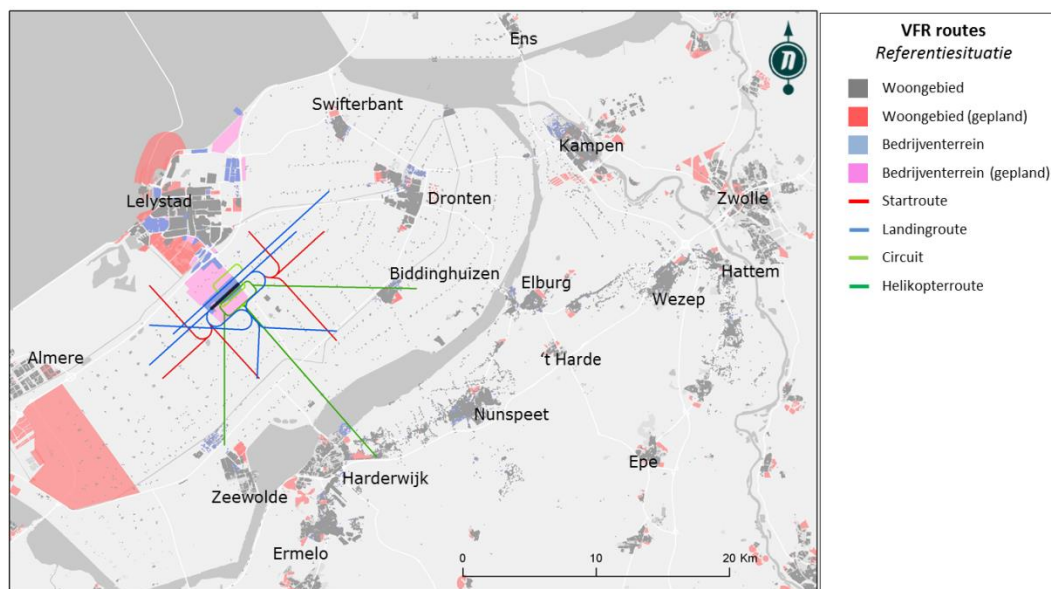 Ens
Swifterbant
Kampen
Lelystad
Dronten
Zwolle
Biddinghuizen
Elburg
Hattem
Wezep
Almere
't Harde
Nunspeet
Epe
Harderwijk
Zeewolde
Ermelo
0 10 20 Km
n
VFR routes
Referentiesituatie
Woongebied
Woongebied (gepland)
Bedrijventerrein
Bedrijventerrein (gepland)
Startroute
Landingroute
Circuit
Helikopterroute